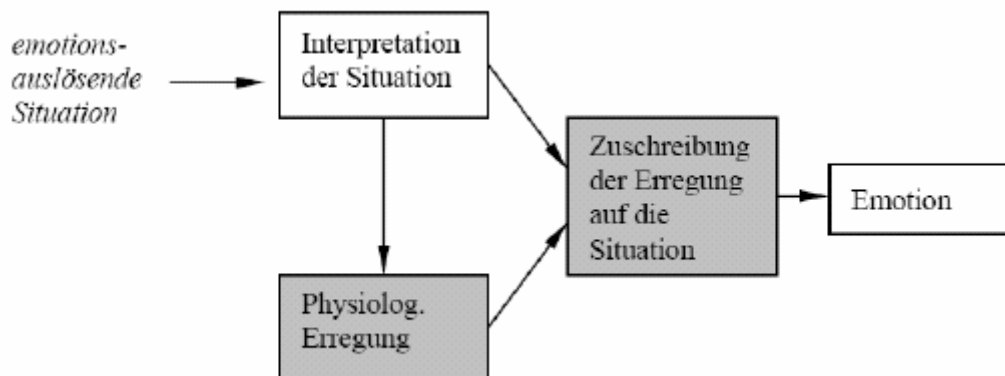 emotions-
auslösende
Situation
Interpretation
der Situation
Physiolog.
Erregung
Zuschreibung
der Erregung
auf die
Situation
Emotion